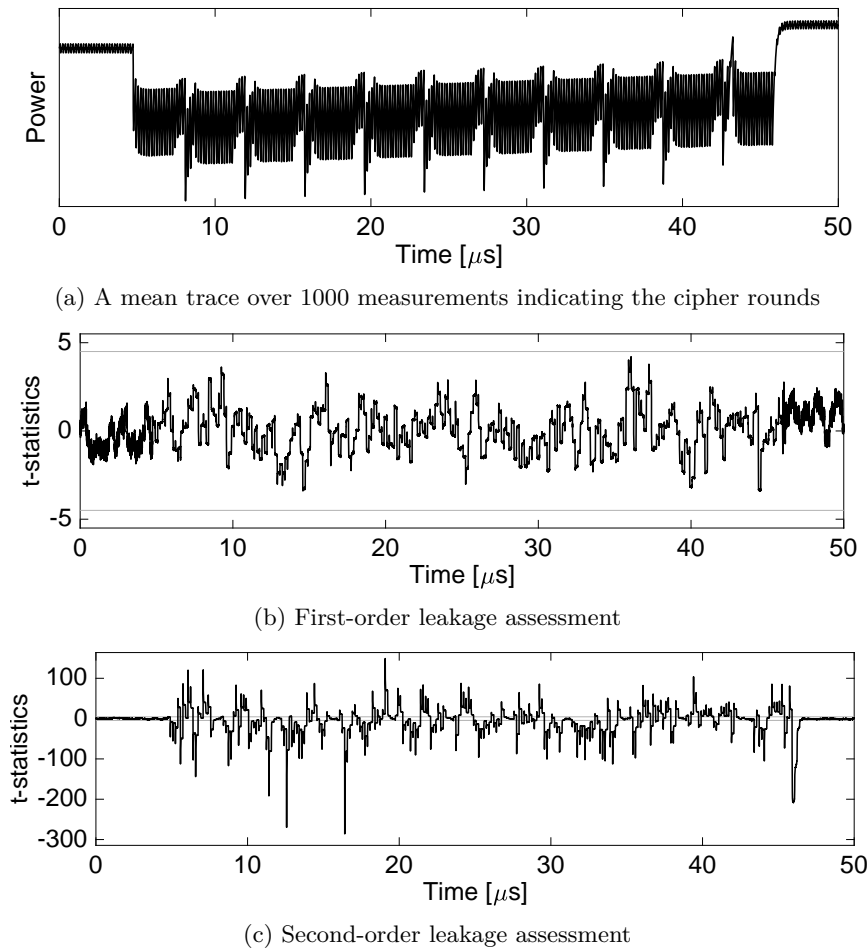 Power
0 10 20 30 40 50
Time [μs]
(a) A mean trace over 1000 measurements indicating the cipher rounds
t-statistics
5
0
-5
0 10 20 30 40 50
Time [μs]
(b) First-order leakage assessment
t-statistics
100
0
-100
-200
-300
0 10 20 30 40 50
Time [μs]
(c) Second-order leakage assessment